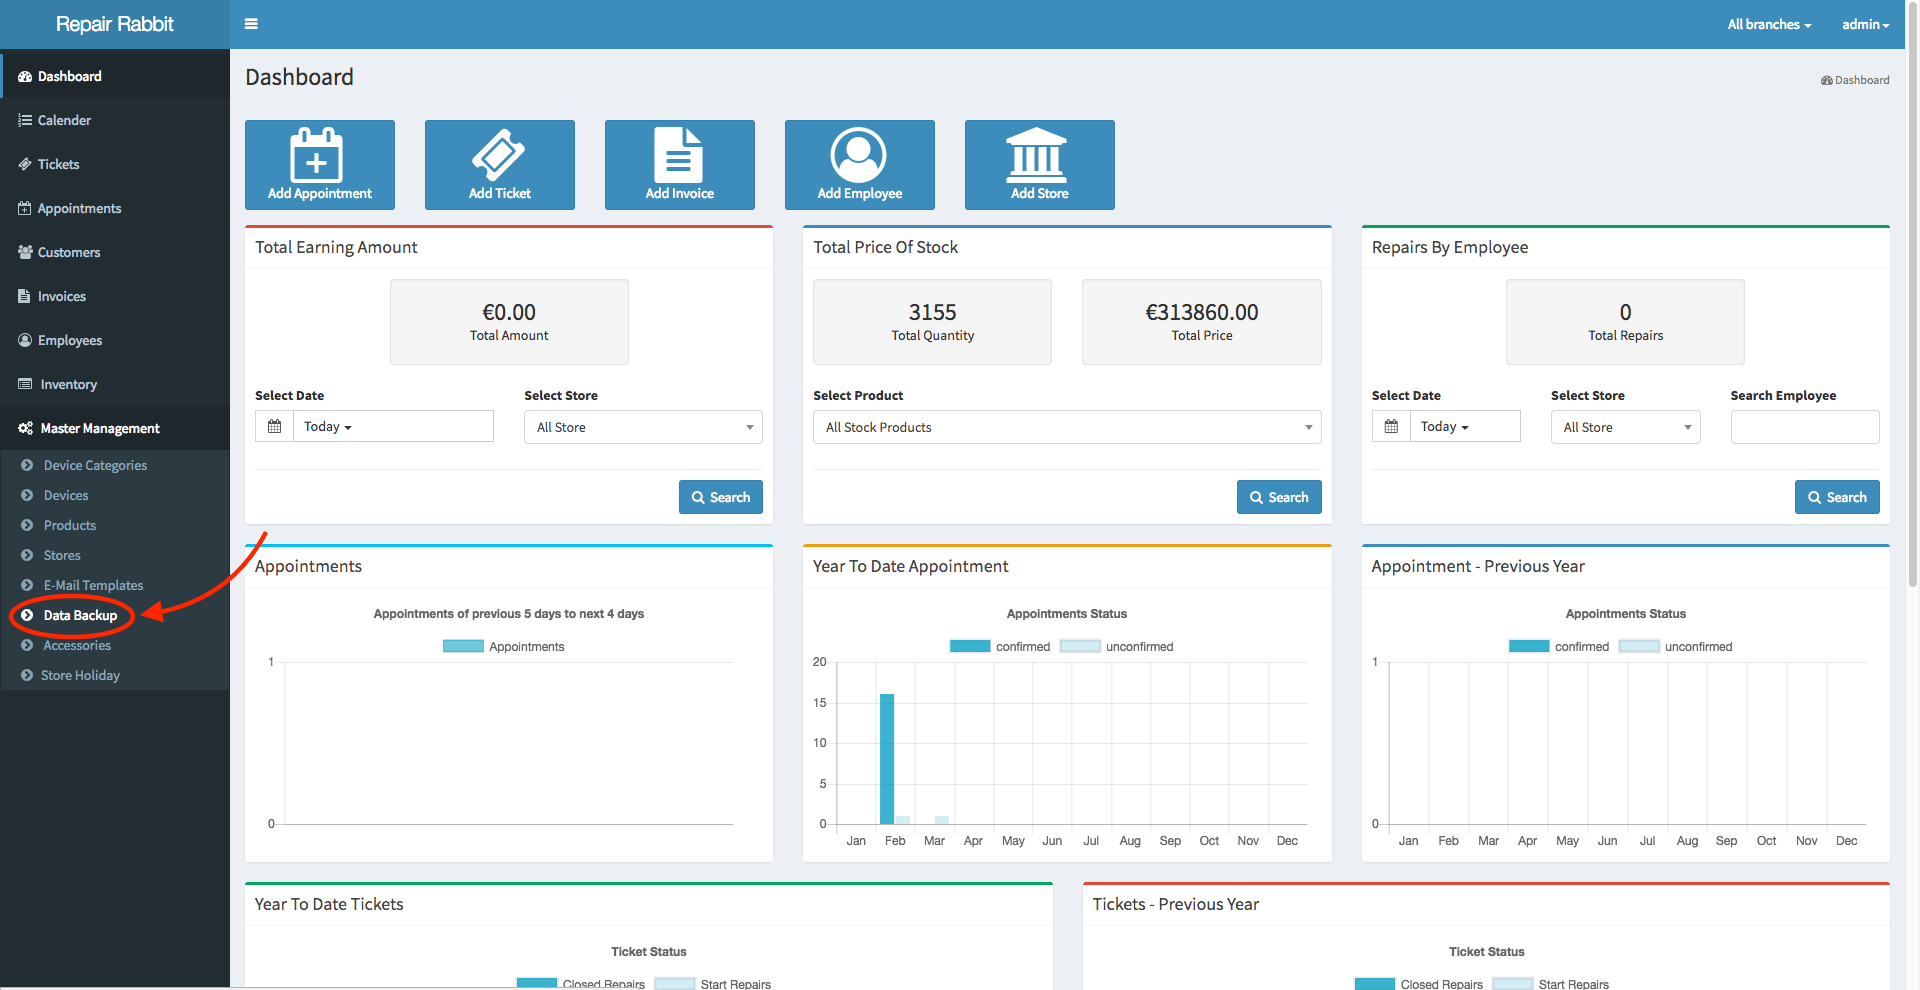 Repair Rabbit
All branches
admin
Dashboard
Calender
Tickets
Appointments
Customers
Invoices
Employees
Inventory
Master Management
Device Categories
Devices
Products
Stores
E-Mail Templates
Data Backup
Accessories
Store Holiday
Dashboard
Dashboard
Add Appointment
Add Ticket
Add Invoice
Add Employee
Add Store
Total Earning Amount
€0.00
Total Amount
Select Date
Select Store
Today
All Store
Search
Total Price Of Stock
3155
Total Quantity
€313860.00
Total Price
Select Product
All Stock Products
Search
Repairs By Employee
0
Total Repairs
Select Date
Select Store
Search Employee
Today
All Store
Search
Appointments
Appointments of previous 5 days to next 4 days
Appointments
1
0
Year To Date Appointment
Appointments Status
confirmed unconfirmed
20
15
10
5
0
Jan Feb Mar Apr May Jun Jul Aug Sep Oct Nov Dec
Appointment - Previous Year
Appointments Status
confirmed unconfirmed
1
0
Jan Feb Mar Apr May Jun Jul Aug Sep Oct Nov Dec
Year To Date Tickets
Ticket Status
Closed Repairs Start Repairs
Tickets - Previous Year
Ticket Status
Closed Repairs Start Repairs